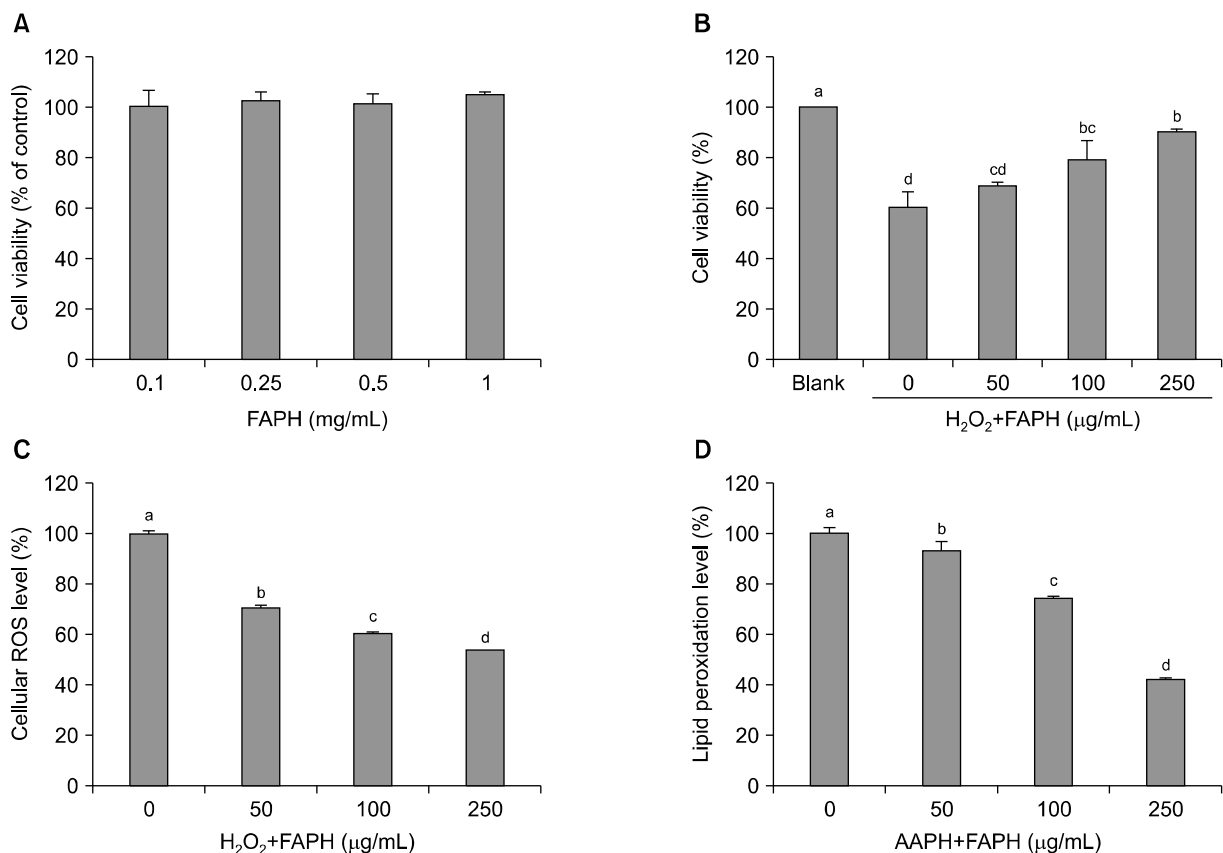 A
Cell viability (% of control)
120
100
80
60
40
20
0
0.1 0.25 0.5 1
FAPH (mg/mL)
B
Cell viability (%)
120
100
80
60
40
20
0
a
d
cd
bc
b
Blank 0 50 100 250
H₂O₂+FAPH (μg/mL)
C
Cellular ROS level (%)
120
100
80
60
40
20
0
a
b
c
d
0 50 100 250
H₂O₂+FAPH (μg/mL)
D
Lipid peroxidation level (%)
120
100
80
60
40
20
0
a
b
c
d
0 50 100 250
AAPH+FAPH (μg/mL)